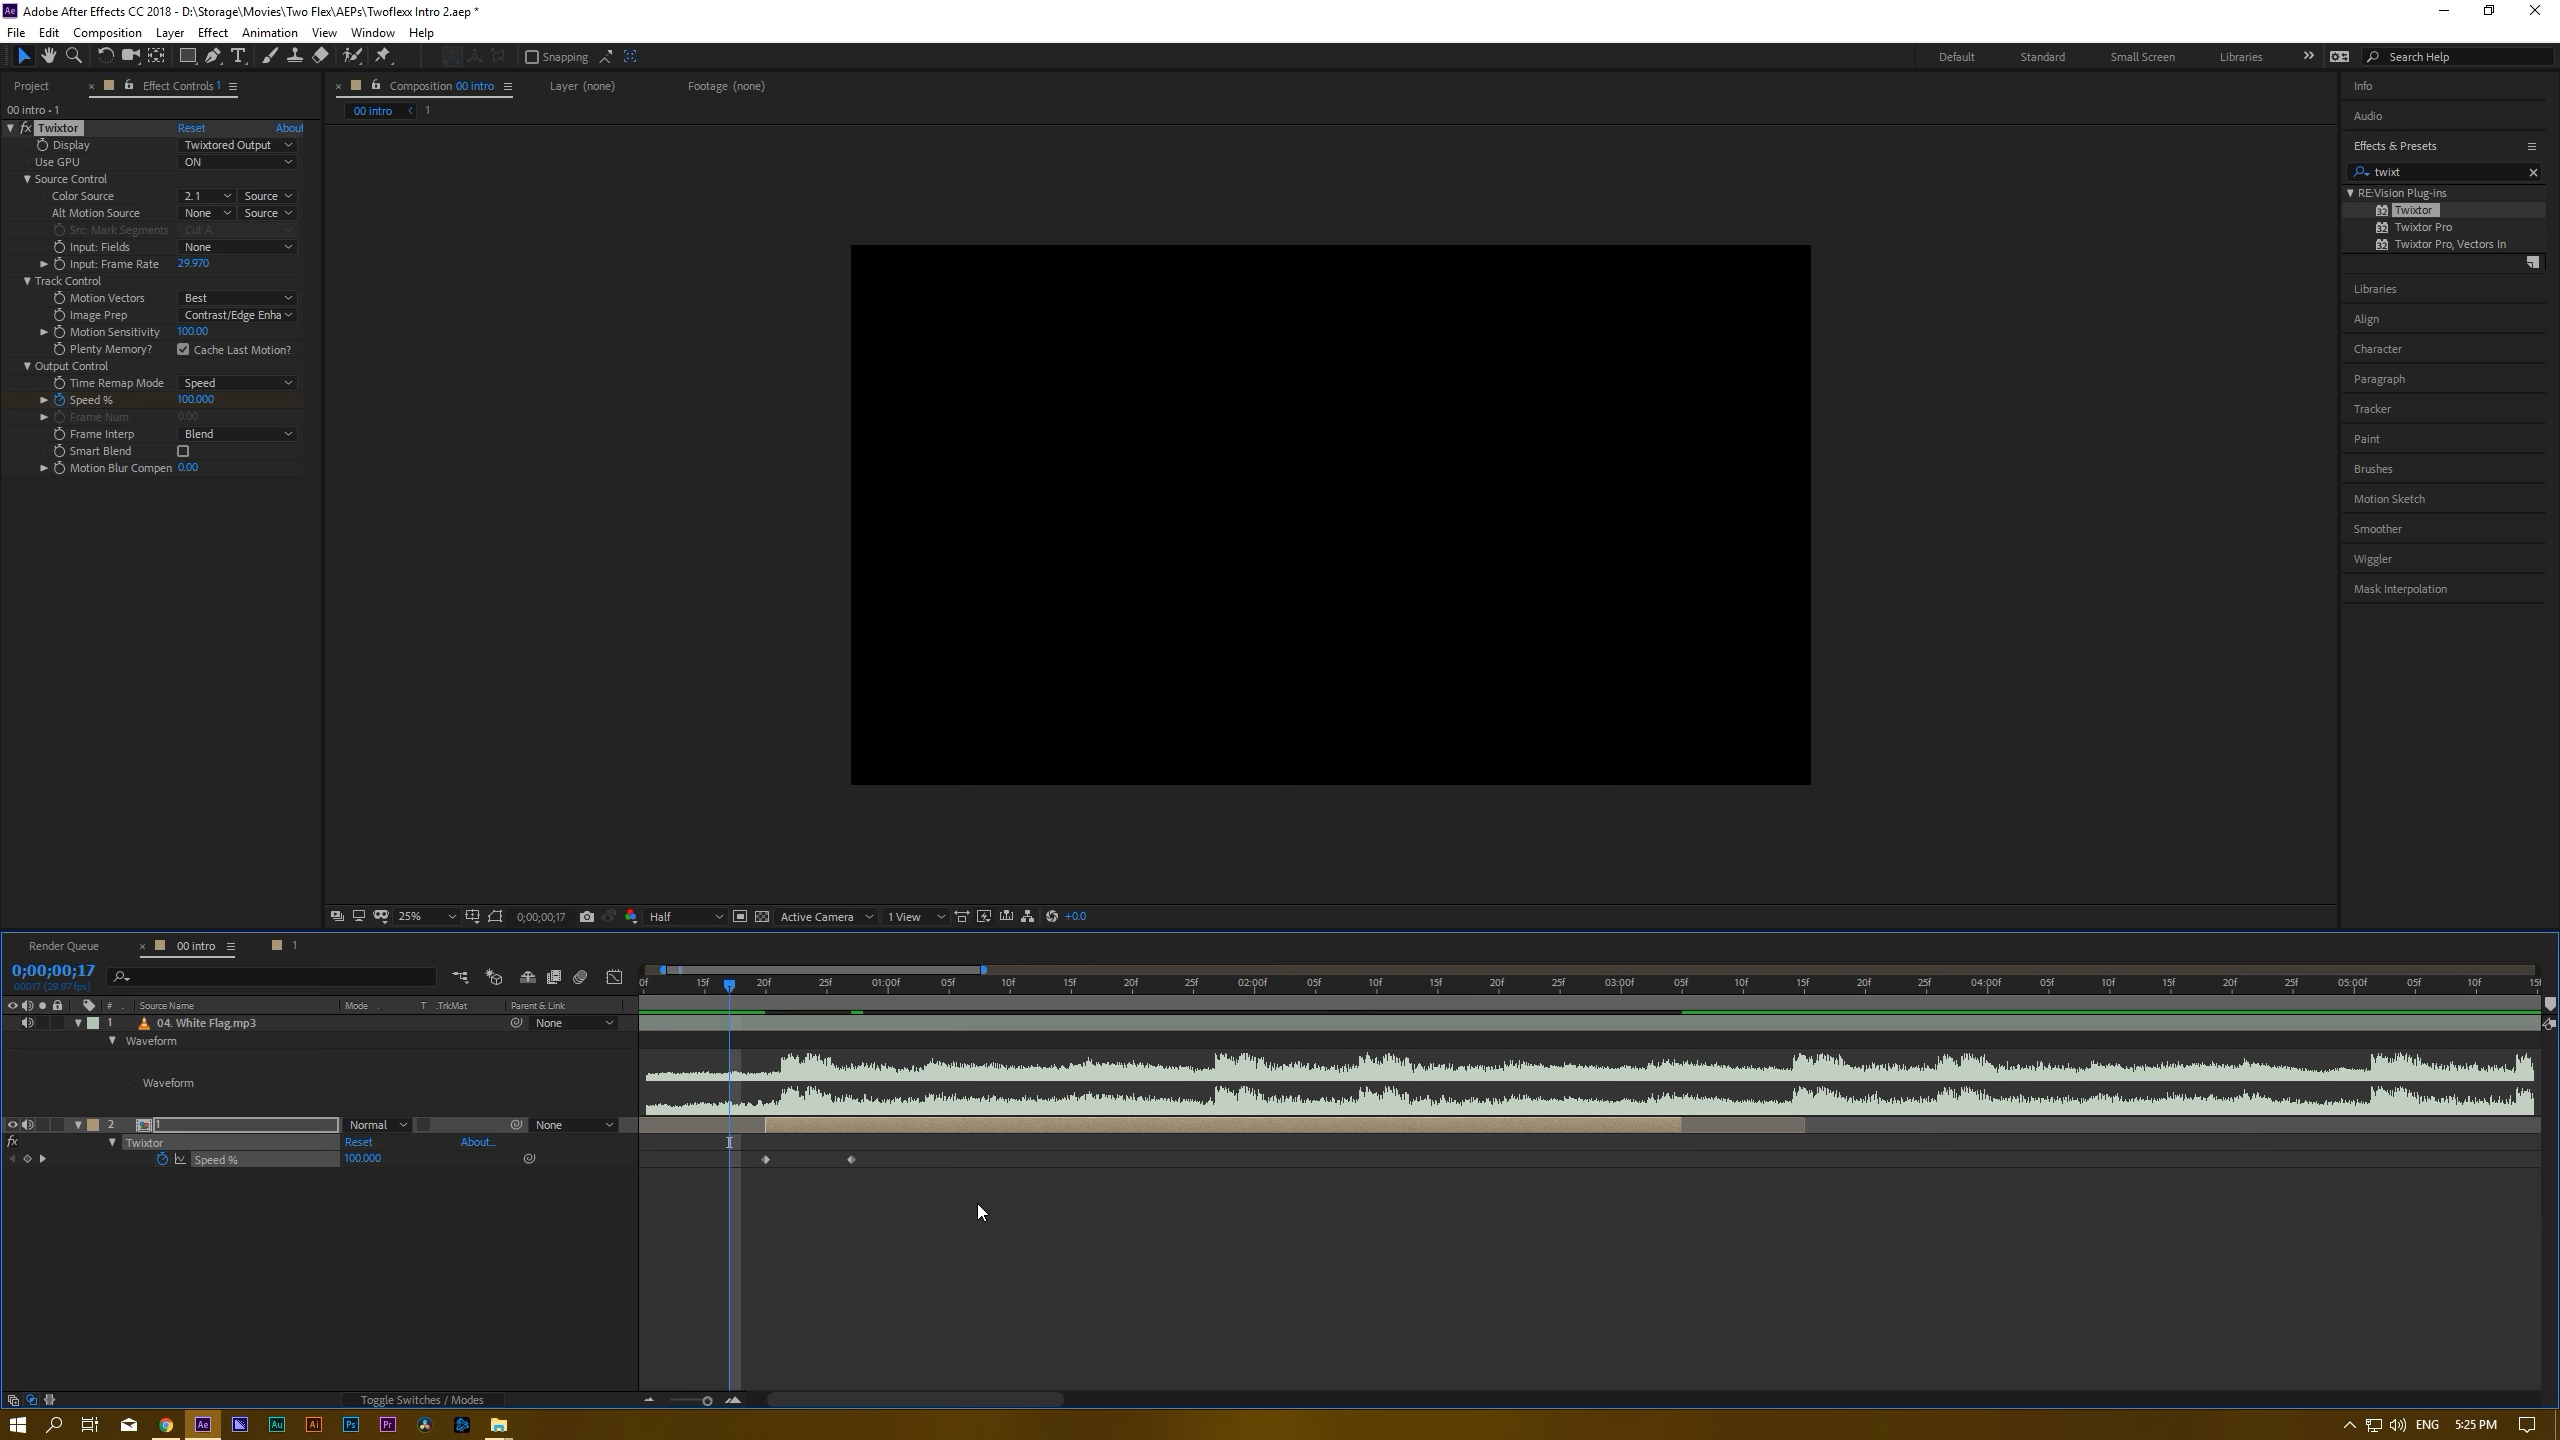 Adobe After Effects CC 2018 - D:\Storage\Movies\Two Flex\AEPs\Twoflexx Intro 2.aep *
File Edit Composition Layer Effect Animation View Window Help
Snapping Default Standard Small Screen Libraries Search Help
Project Effect Controls 1 Composition 00 intro Layer (none) Footage (none) Info
00 intro • 1 00 intro 1
Audio
fx Twixtor Reset About
Display Twixtored Output Effects & Presets
Use GPU ON twixt
Source Control RE:Vision Plug-ins
Color Source 2. 1 Source Twixtor
Alt Motion Source None Source Twixtor Pro
Src: Mark Segments Cut A Twixtor Pro, Vectors In
Input: Fields None
Input: Frame Rate 29.970
Track Control Libraries
Motion Vectors Best
Image Prep Contrast/Edge Enha Align
Motion Sensitivity 100.00
Plenty Memory? Cache Last Motion? Character
Output Control
Time Remap Mode Speed Paragraph
Speed % 100.000
Frame Num 0.00 Tracker
Frame Interp Blend Paint
Smart Blend
Motion Blur Compen 0.00 Brushes
Motion Sketch
Smoother
Wiggler
Mask Interpolation
25% 0;00;00;17 Half Active Camera 1 View +0.0
Render Queue 00 intro 1
0;00;00;17
00017 (29.97 fps)
0f 15f 20f 25f 01:00f 05f 10f 15f 20f 25f 02:00f 05f 10f 15f 20f 25f 03:00f 05f 10f 15f 20f 25f 04:00f 05f 10f 15f 20f 25f 05:00f 05f 10f 15f
# Source Name Mode T .TrkMat Parent & Link
1 04. White Flag.mp3 None
Waveform
Waveform
2 1 Normal None
fx Twixtor Reset About...
Speed % 100.000
Toggle Switches / Modes
Ae Au Ai Ps Pr ENG 5:25 PM